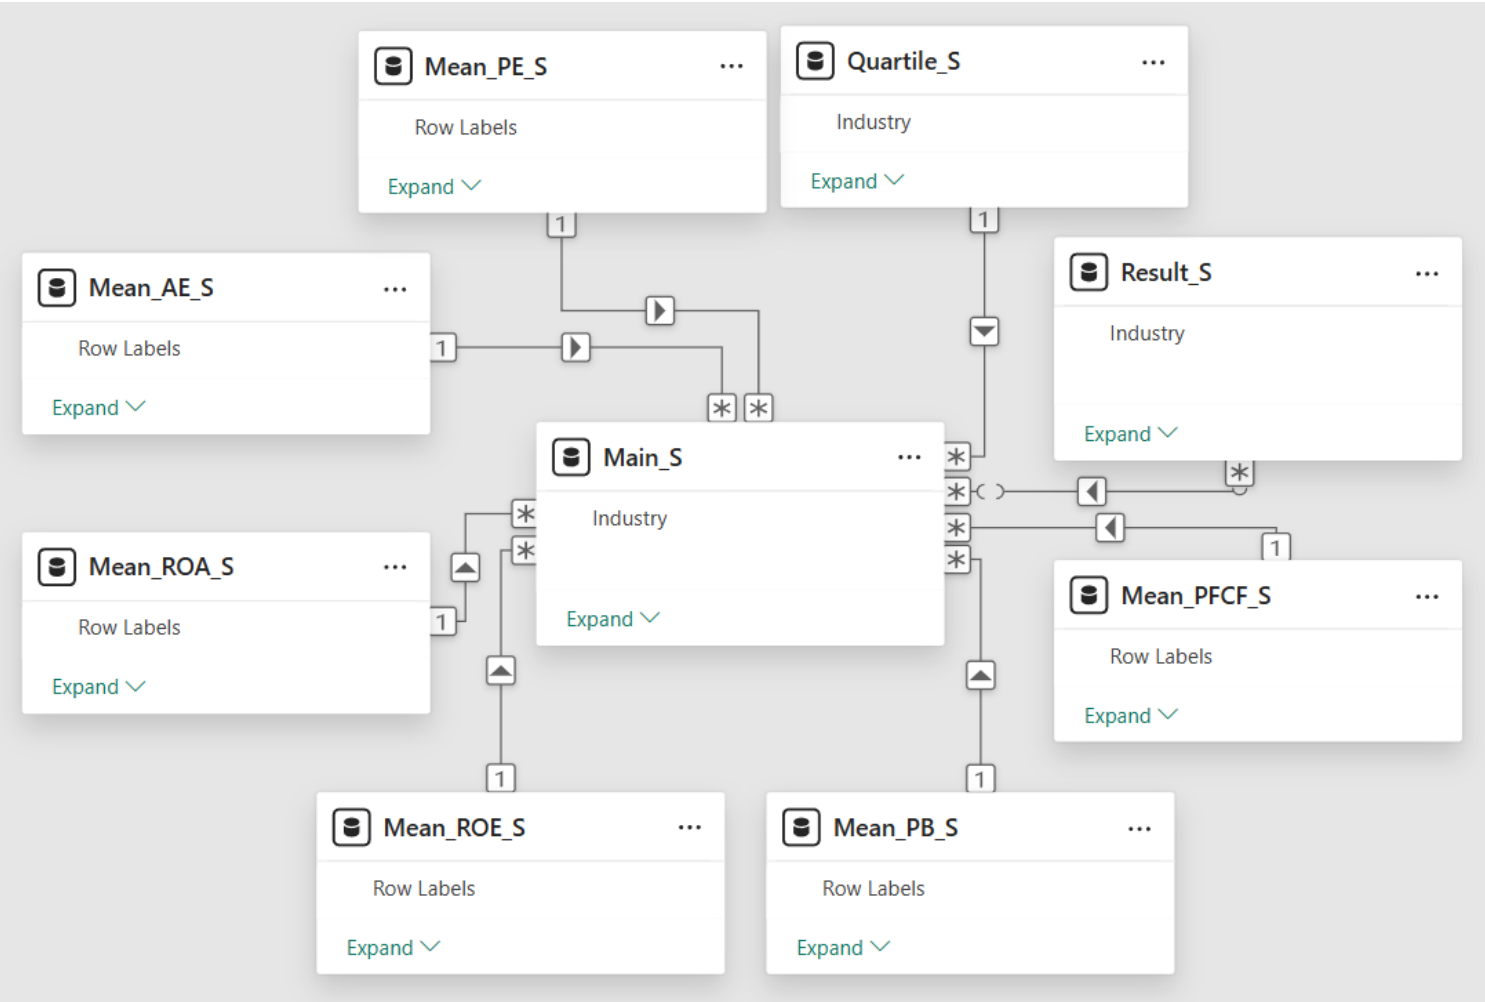 Mean_PE_S
...
Row Labels
Expand
1
Quartile_S
...
Industry
Expand
1
Mean_AE_S
...
Row Labels
Expand
1
Result_S
...
Industry
Expand
*
* *
Main_S
...
Industry
Expand
*
*
*
*
*
*
Mean_ROA_S
...
Row Labels
Expand
1
Mean_PFCF_S
...
Row Labels
Expand
1
1
Mean_ROE_S
...
Row Labels
Expand
1
Mean_PB_S
...
Row Labels
Expand